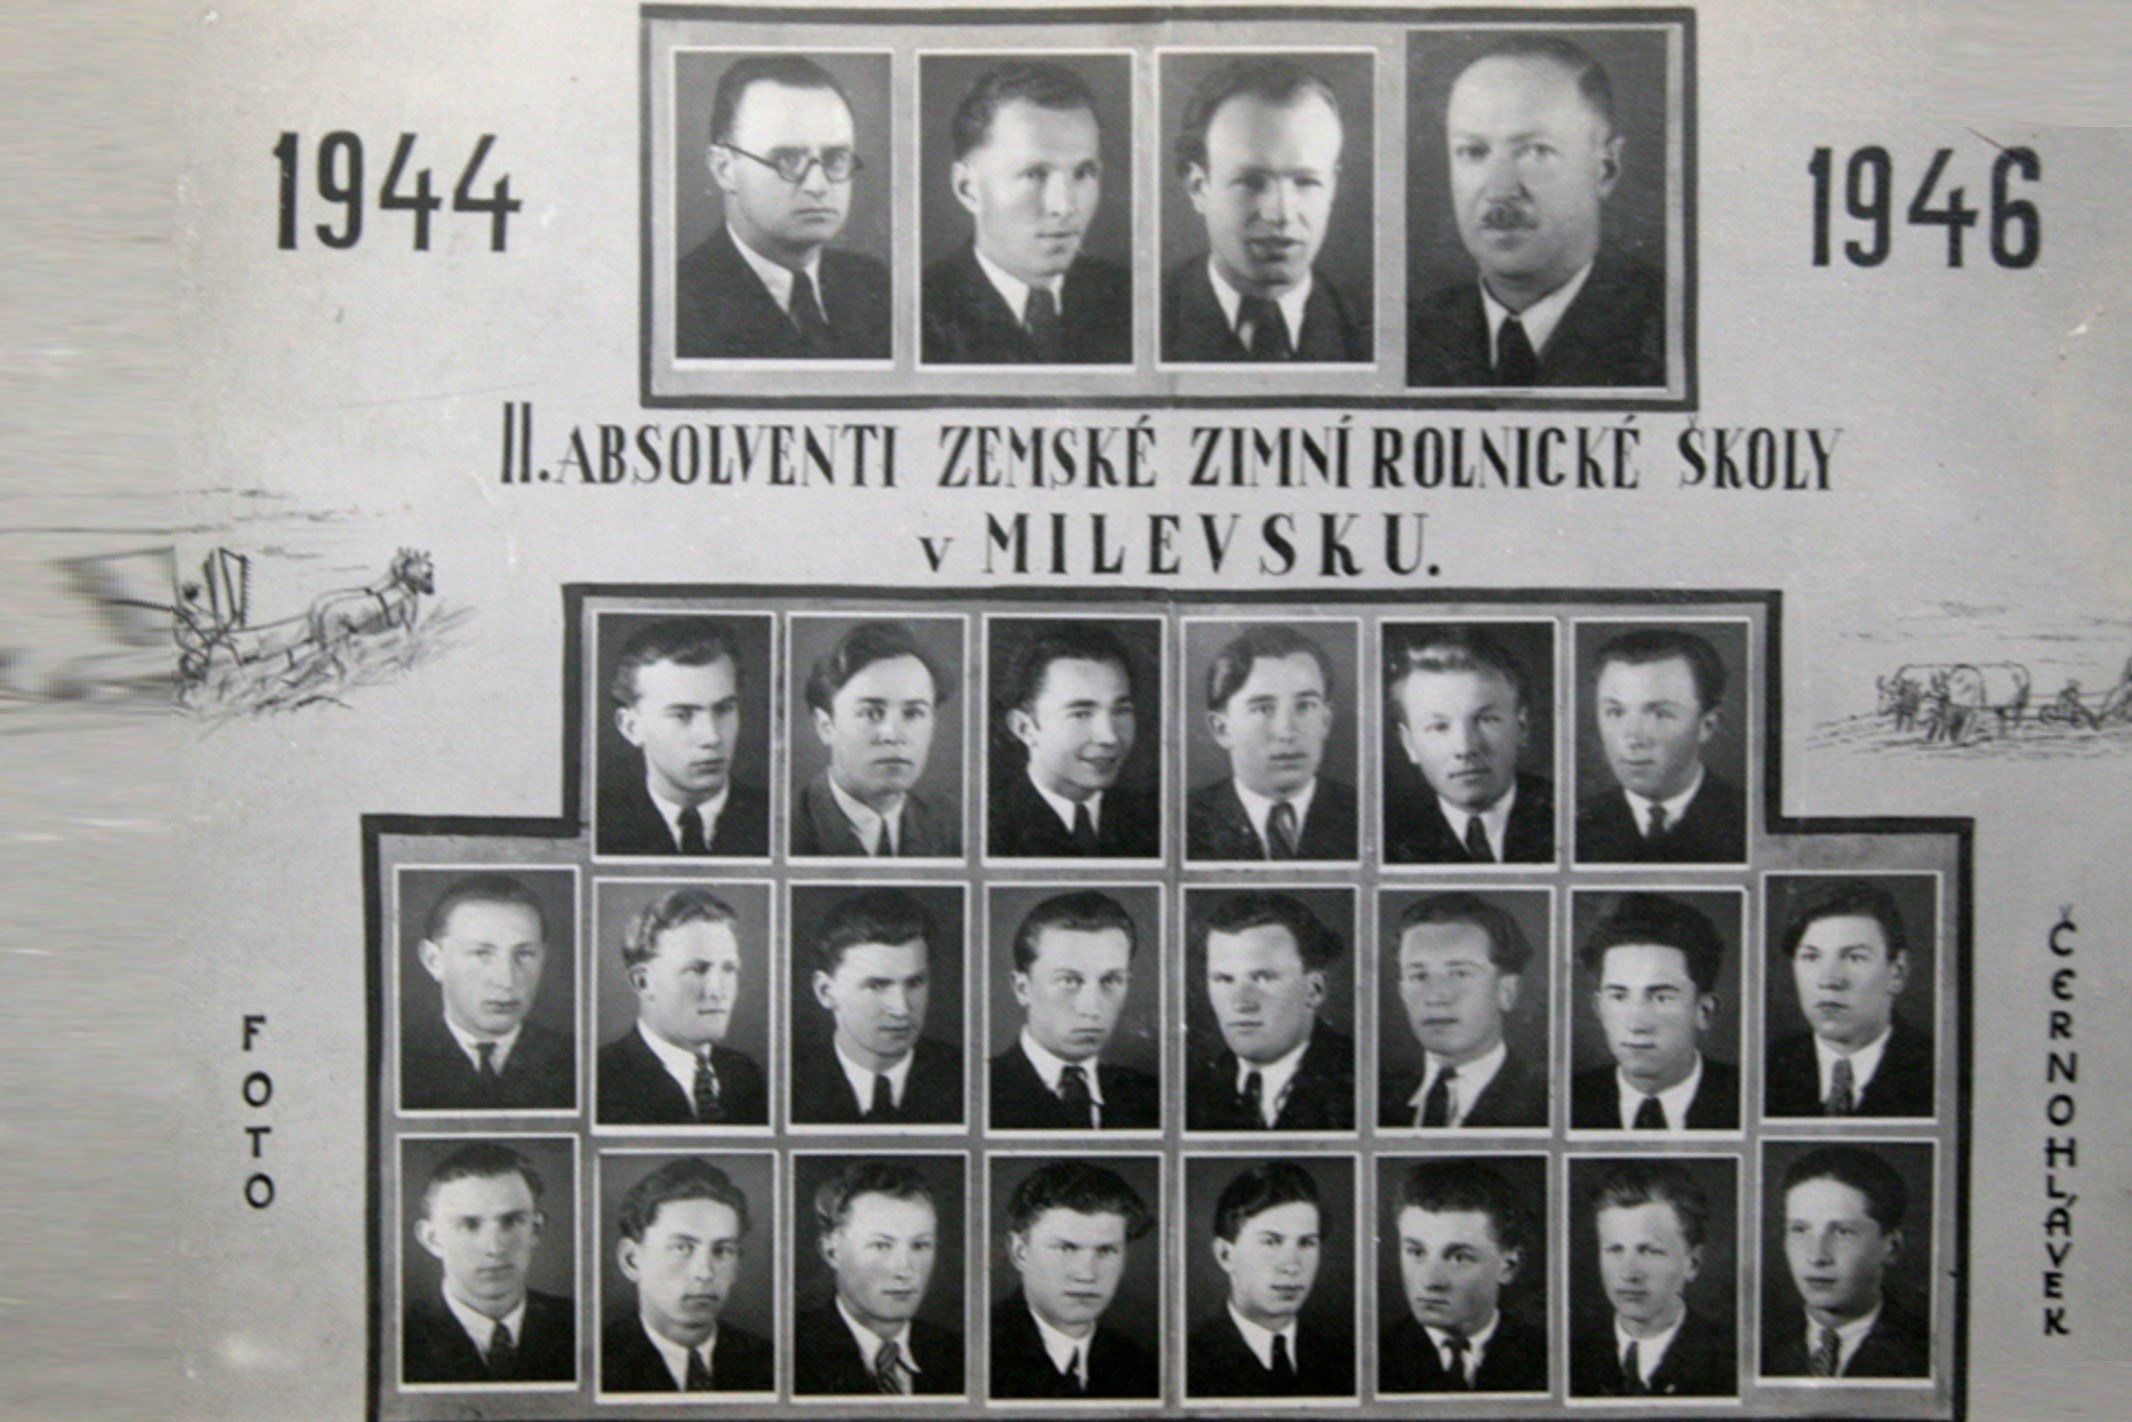 1944
1946
II. ABSOLVENTI ZEMSKÉ ZIMNÍ ROLNICKÉ ŠKOLY
V MILEVSKU.
FOTO
ČERNOHLÁVEK